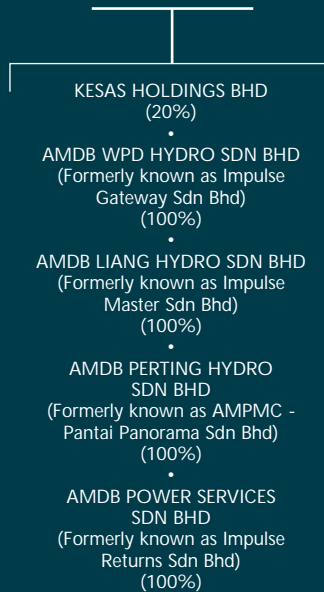 KESAS HOLDINGS BHD
(20%)
•
AMDB WPD HYDRO SDN BHD
(Formerly known as Impulse
Gateway Sdn Bhd)
(100%)
•
AMDB LIANG HYDRO SDN BHD
(Formerly known as Impulse
Master Sdn Bhd)
(100%)
•
AMDB PERTING HYDRO
SDN BHD
(Formerly known as AMPMC -
Pantai Panorama Sdn Bhd)
(100%)
•
AMDB POWER SERVICES
SDN BHD
(Formerly known as Impulse
Returns Sdn Bhd)
(100%)